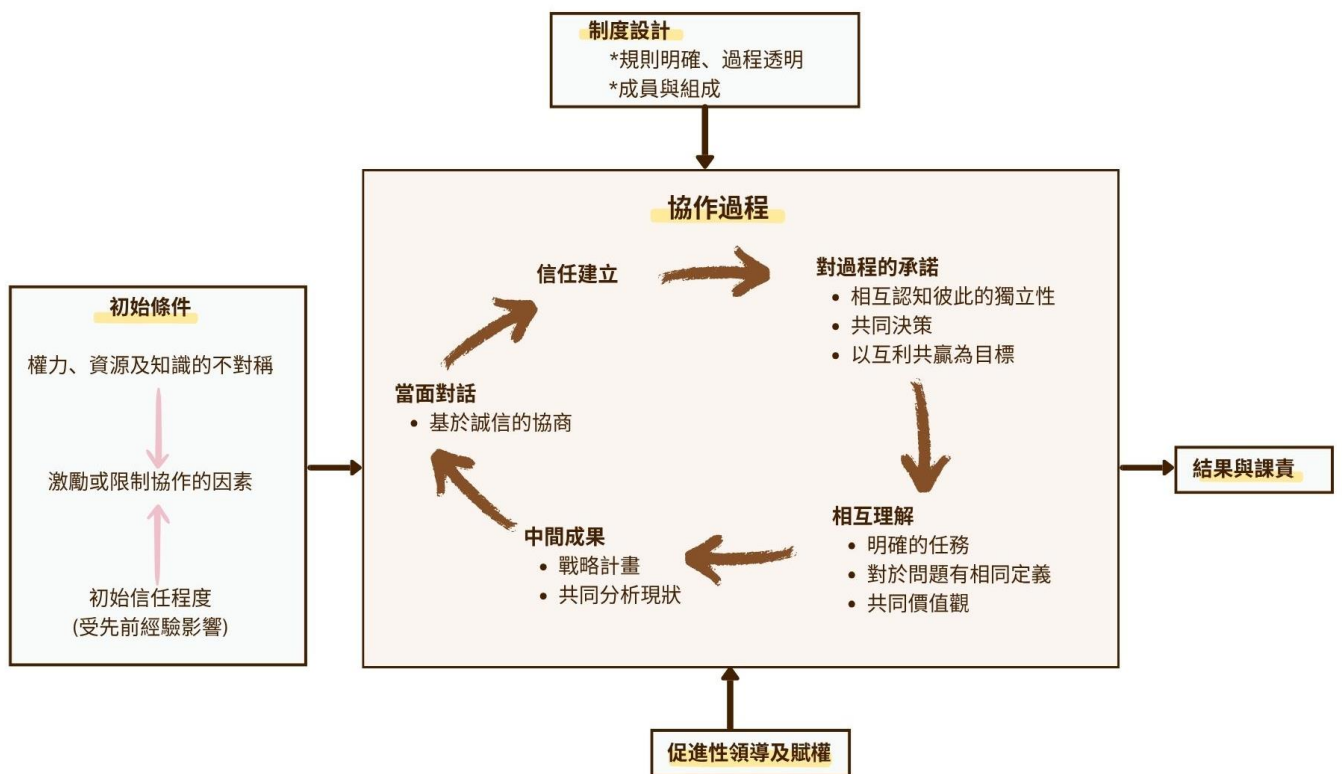 制度設計
*規則明確、過程透明
*成員與組成
協作過程
信任建立
對過程的承諾
• 相互認知彼此的獨立性
• 共同決策
• 以互利共贏為目標
初始條件
權力、資源及知識的不對稱
激勵或限制協作的因素
初始信任程度
(受先前經驗影響)
當面對話
• 基於誠信的協商
中間成果
• 戰略計畫
• 共同分析現狀
相互理解
• 明確的任務
• 對於問題有相同定義
• 共同價值觀
結果與課責
促進性領導及賦權